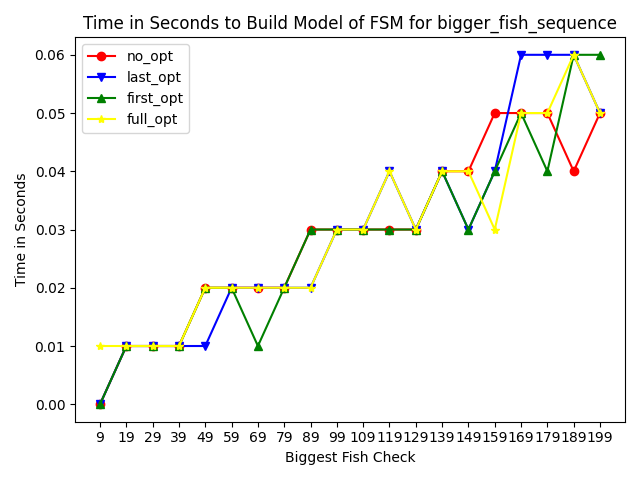 Time in Seconds to Build Model of FSM for bigger_fish_sequence
no_opt
last_opt
first_opt
full_opt
0.06
0.05
0.04
0.03
0.02
0.01
0.00
Time in Seconds
9 19 29 39 49 59 69 79 89 99 109 119 129 139 149 159 169 179 189 199
Biggest Fish Check